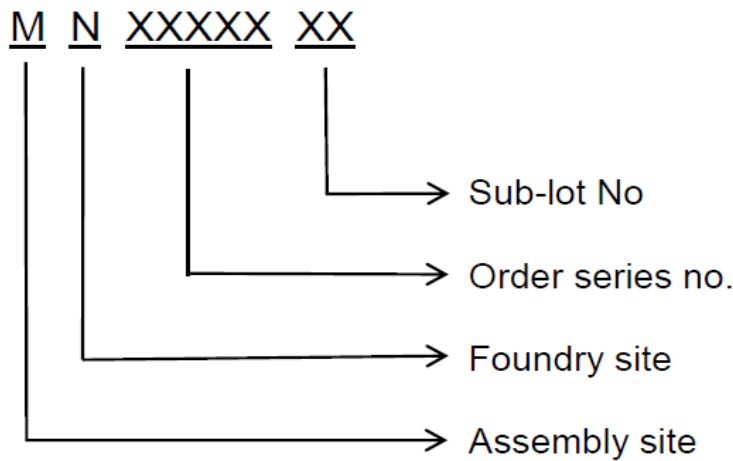 M N XXXXX XX
Sub-lot No
Order series no.
Foundry site
Assembly site